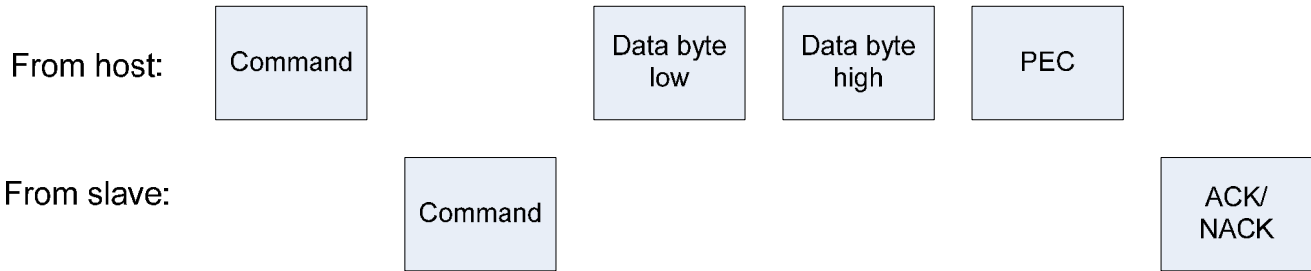 From host:
Command
Data byte
low
Data byte
high
PEC
From slave:
Command
ACK/
NACK